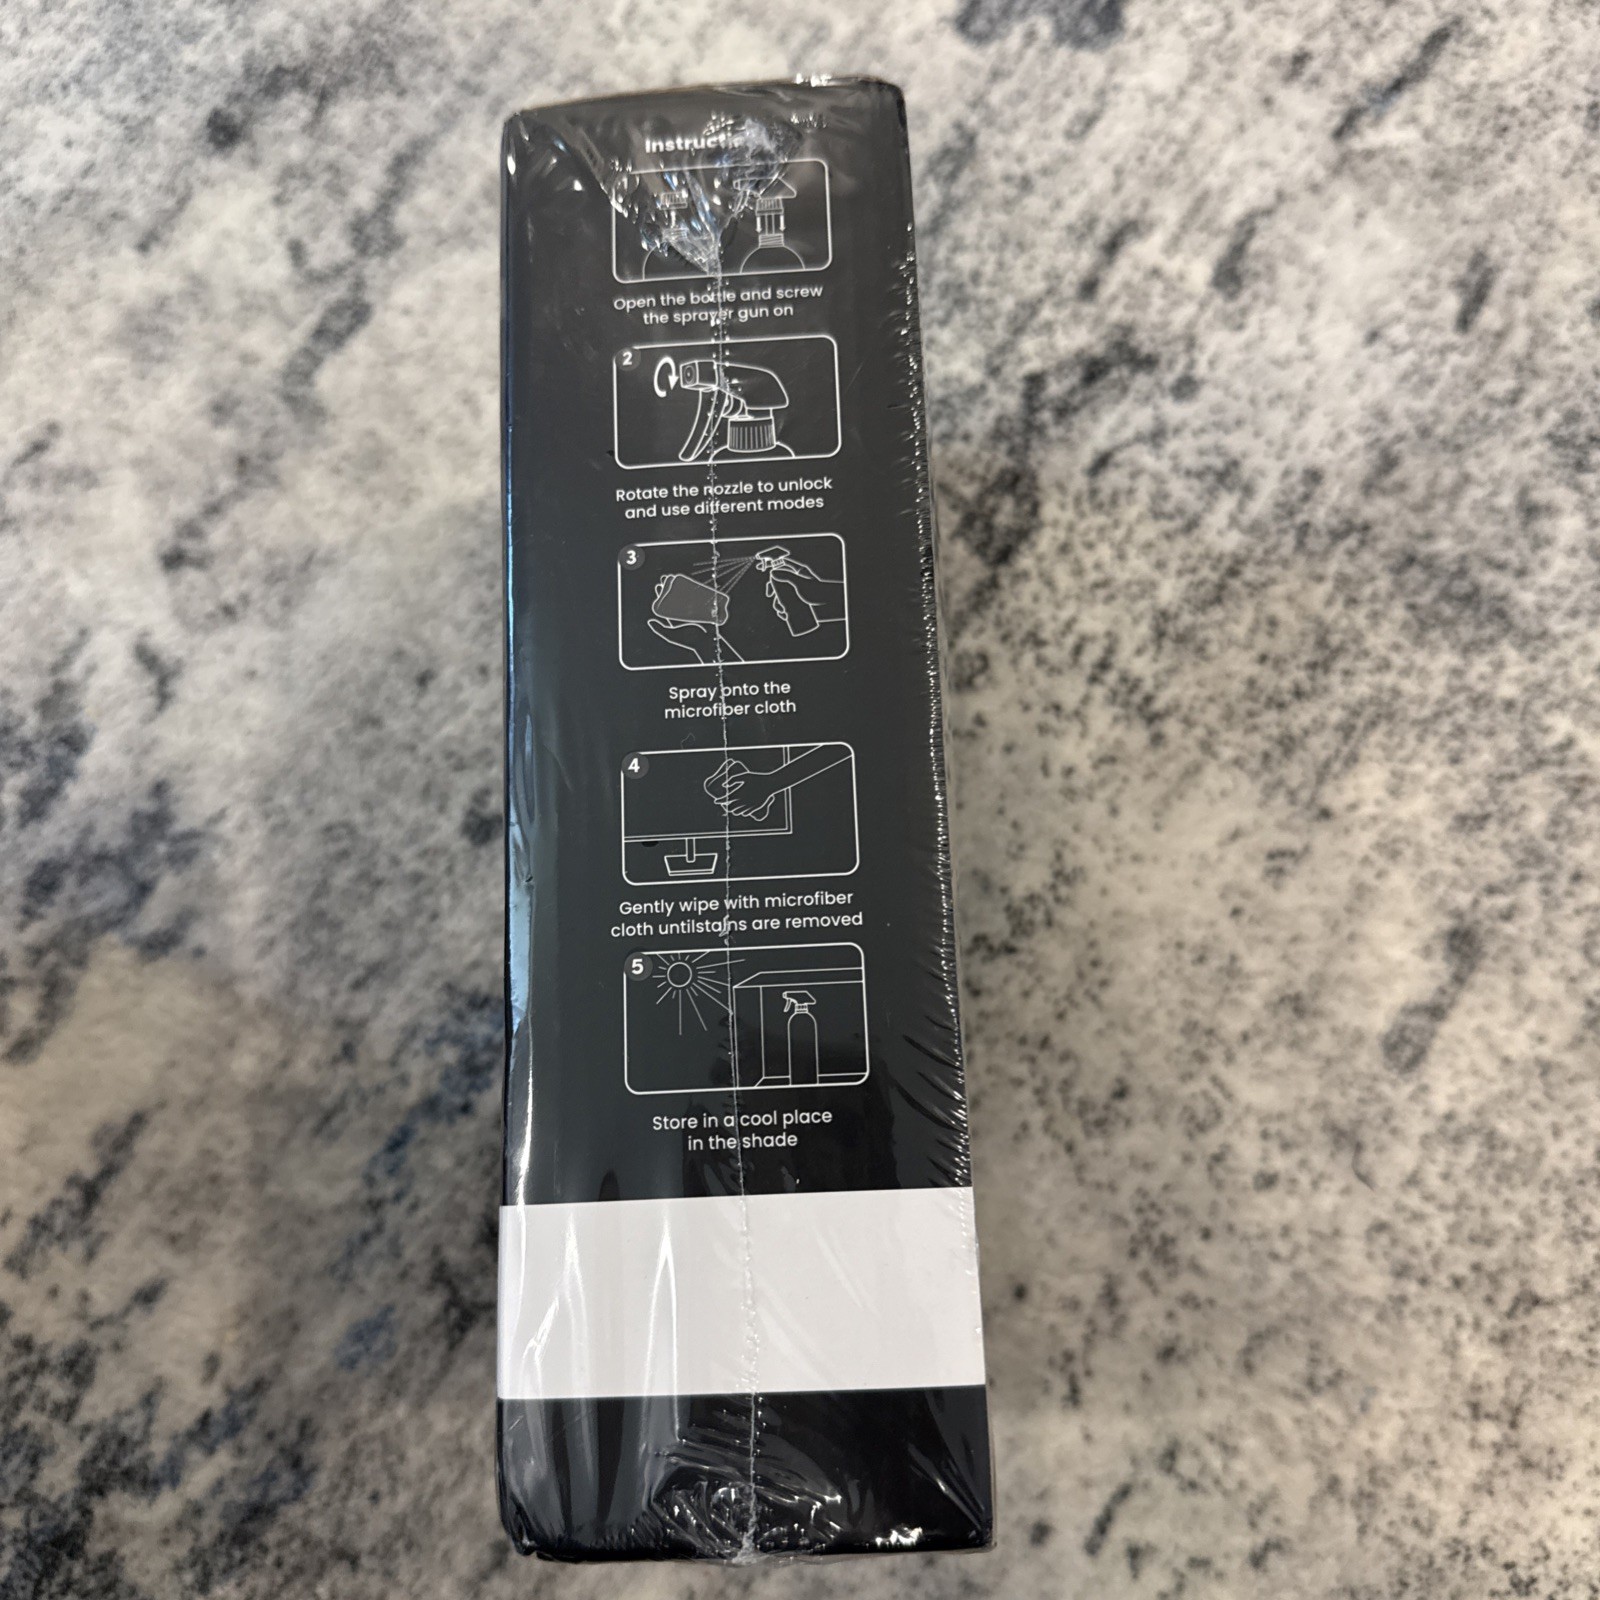 Open the bottle and screw
the sprayer gun on
2
Rotate the nozzle to unlock
and use different modes
3
Spray onto the
microfiber cloth
4
Gently wipe with microfiber
cloth untilstains are removed
5
Store in a cool place
in the shade